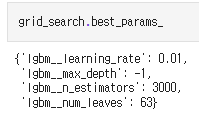 grid_search.best_params_
{'lgbm__learning_rate': 0.01,
'lgbm__max_depth': -1,
'lgbm__n_estimators': 3000,
'lgbm__num_leaves': 63}